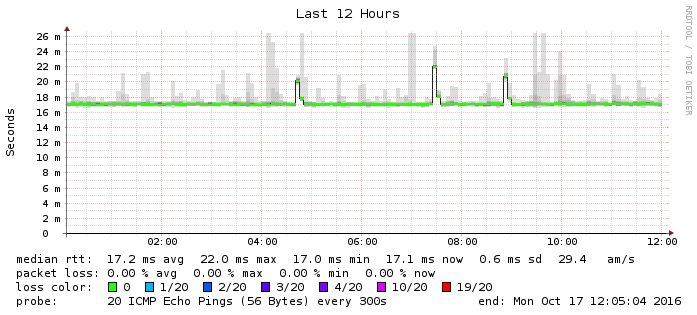 Last 12 Hours
RRDTOOL / TOBI OETIKER
Seconds
26 m
24 m
22 m
20 m
18 m
16 m
14 m
12 m
10 m
8 m
6 m
4 m
2 m
0
02:00 04:00 06:00 08:00 10:00 12:00
median rtt: 17.2 ms avg 22.0 ms max 17.0 ms min 17.1 ms now 0.6 ms sd 29.4 am/s
packet loss: 0.00 % avg 0.00 % max 0.00 % min 0.00 % now
loss color: 0 1/20 2/20 3/20 4/20 10/20 19/20
probe: 20 ICMP Echo Pings (56 Bytes) every 300s end: Mon Oct 17 12:05:04 2016